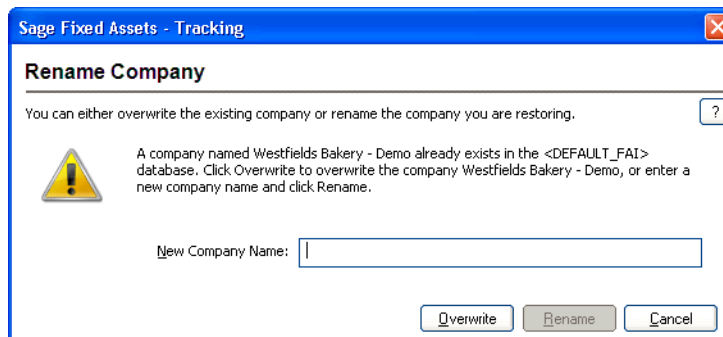 Sage Fixed Assets - Tracking
Rename Company
You can either overwrite the existing company or rename the company you are restoring.
?
A company named Westfields Bakery - Demo already exists in the <DEFAULT_FAI>
database. Click Overwrite to overwrite the company Westfields Bakery - Demo, or enter a
new company name and click Rename.
New Company Name:
Overwrite Rename Cancel